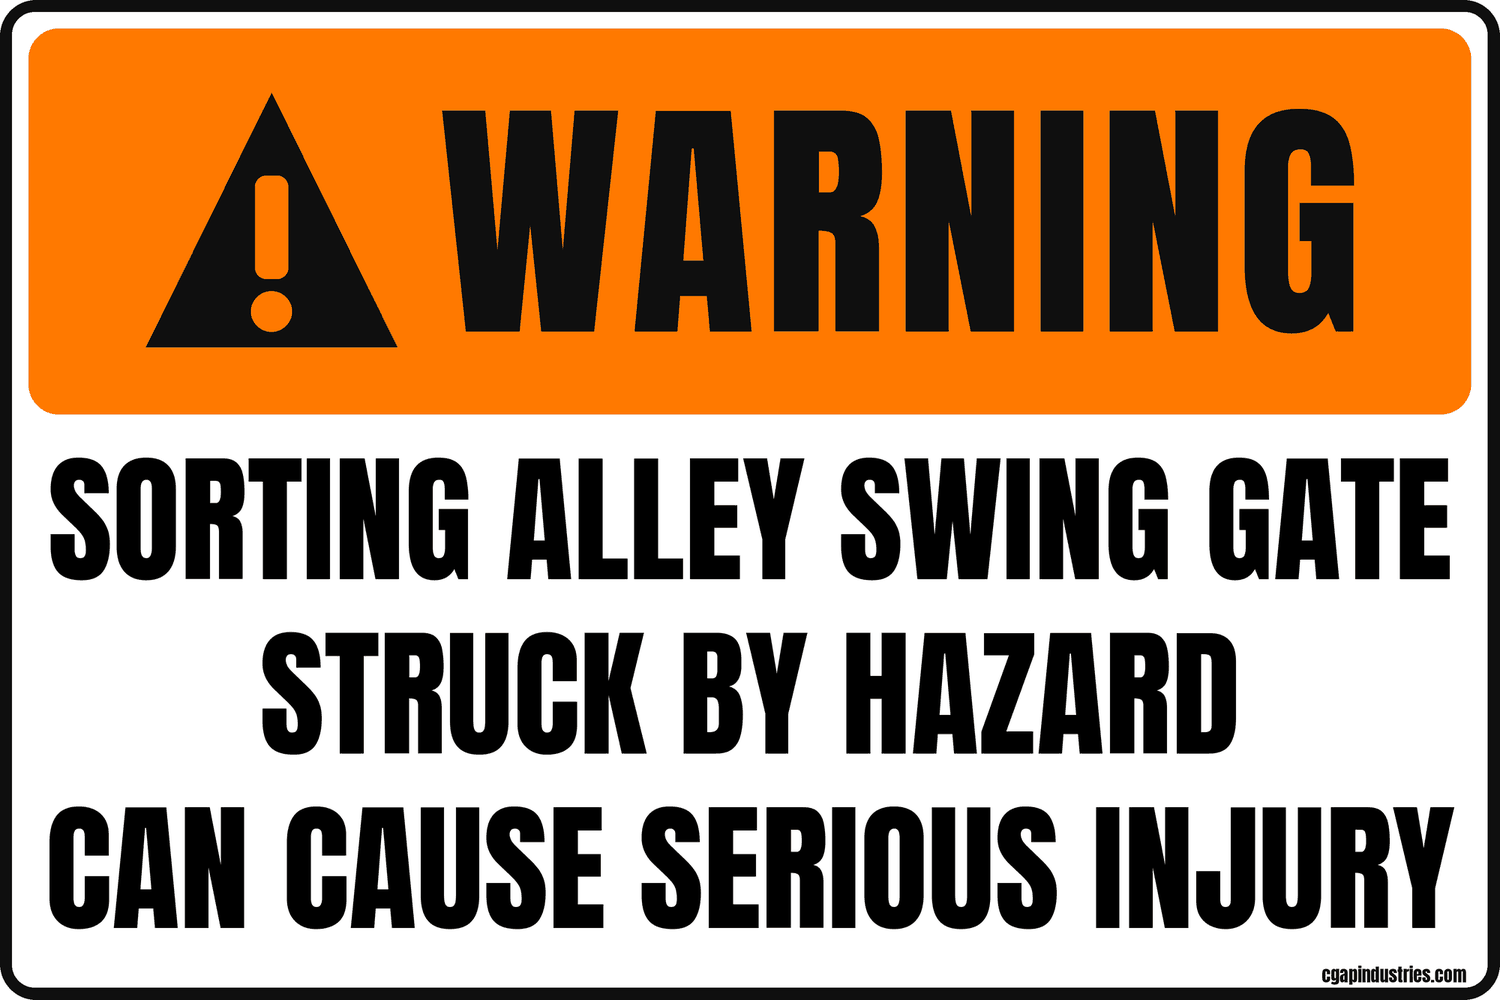 WARNING
SORTING ALLEY SWING GATE
STRUCK BY HAZARD
CAN CAUSE SERIOUS INJURY
cgapindustries.com